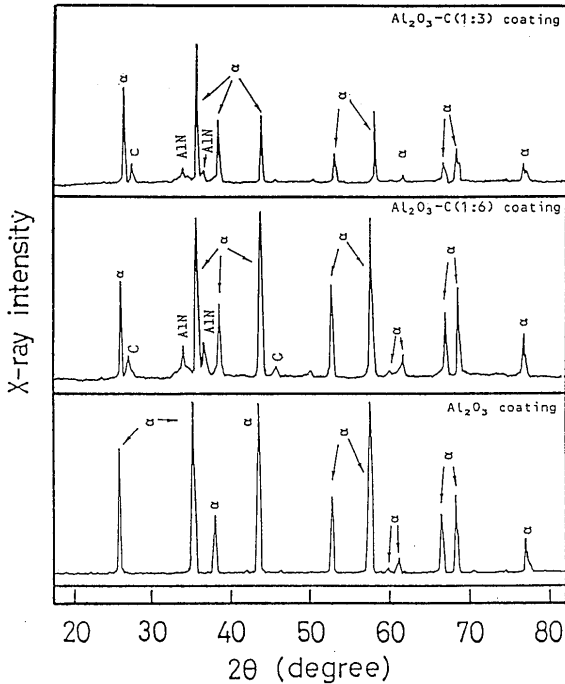 Al₂O₃-C(1:3) coating
α
C
AlN
AlN
α
α
α
α
α
Al₂O₃-C(1:6) coating
α
C
AlN
AlN
α
C
α
α
α
α
Al₂O₃ coating
α
α
α
α
α
α
α
X-ray intensity
20 30 40 50 60 70 80
2θ (degree)